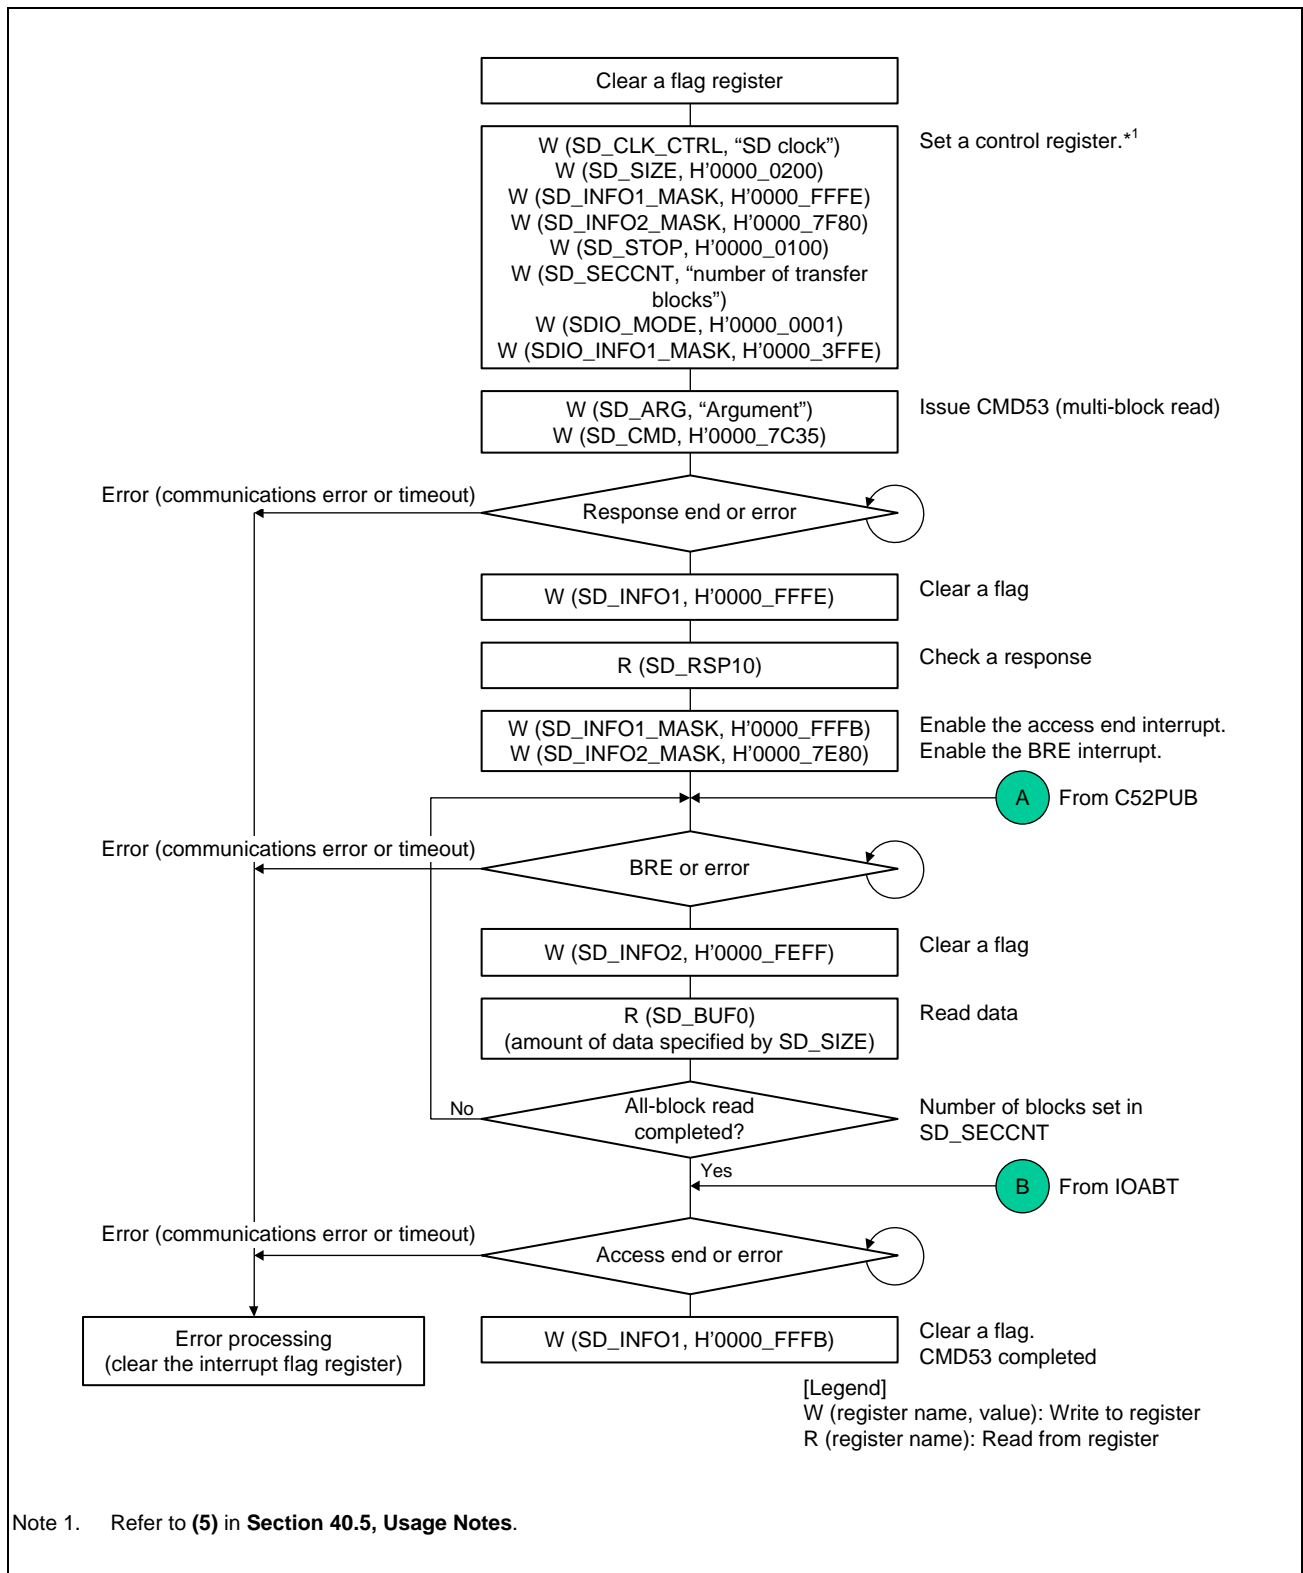 Clear a flag register
W (SD_CLK_CTRL, “SD clock”)
W (SD_SIZE, H’0000_0200)
W (SD_INFO1_MASK, H’0000_FFFE)
W (SD_INFO2_MASK, H’0000_7F80)
W (SD_STOP, H’0000_0100)
W (SD_SECCNT, “number of transfer
blocks”)
W (SDIO_MODE, H’0000_0001)
W (SDIO_INFO1_MASK, H’0000_3FFE)
Set a control register.*1
W (SD_ARG, “Argument”)
W (SD_CMD, H’0000_7C35)
Issue CMD53 (multi-block read)
Error (communications error or timeout)
Response end or error
W (SD_INFO1, H’0000_FFFE)
Clear a flag
R (SD_RSP10)
Check a response
W (SD_INFO1_MASK, H’0000_FFFB)
W (SD_INFO2_MASK, H’0000_7E80)
Enable the access end interrupt.
Enable the BRE interrupt.
A
From C52PUB
Error (communications error or timeout)
BRE or error
W (SD_INFO2, H’0000_FEFF)
Clear a flag
R (SD_BUF0)
(amount of data specified by SD_SIZE)
Read data
No
All-block read
completed?
Number of blocks set in
SD_SECCNT
Yes
B
From IOABT
Error (communications error or timeout)
Access end or error
Error processing
(clear the interrupt flag register)
W (SD_INFO1, H’0000_FFFB)
Clear a flag.
CMD53 completed
[Legend]
W (register name, value): Write to register
R (register name): Read from register
Note 1. Refer to (5) in Section 40.5, Usage Notes.